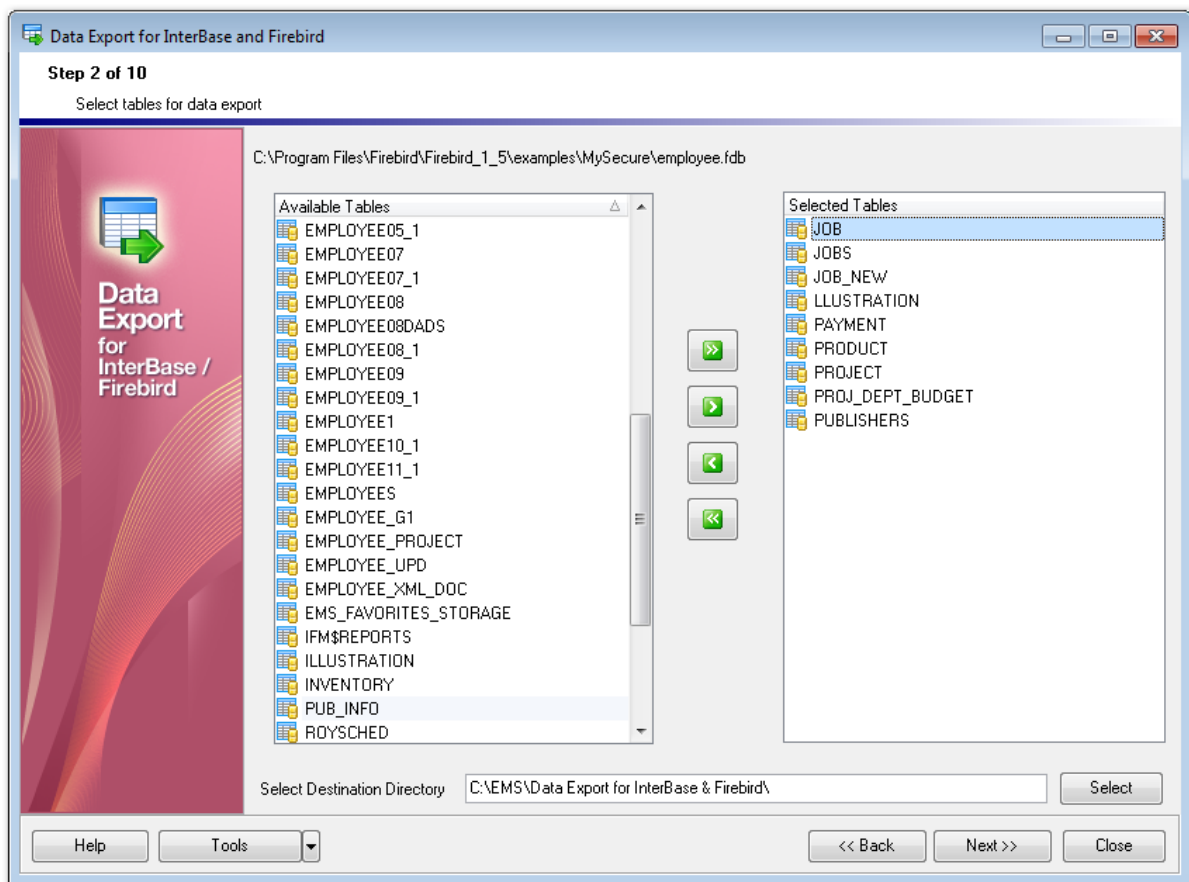 Data Export for InterBase and Firebird
Step 2 of 10
Select tables for data export
Data
Export
for
InterBase /
Firebird
C:\Program Files\Firebird\Firebird_1_5\examples\MySecure\employee.fdb
Available Tables
EMPLOYEE05_1
EMPLOYEE07
EMPLOYEE07_1
EMPLOYEE08
EMPLOYEE08DADS
EMPLOYEE08_1
EMPLOYEE09
EMPLOYEE09_1
EMPLOYEE1
EMPLOYEE10_1
EMPLOYEE11_1
EMPLOYEES
EMPLOYEE_G1
EMPLOYEE_PROJECT
EMPLOYEE_UPD
EMPLOYEE_XML_DOC
EMS_FAVORITES_STORAGE
IFM$REPORTS
ILLUSTRATION
INVENTORY
PUB_INFO
ROYSCHED
Selected Tables
JOB
JOBS
JOB_NEW
LLUSTRATION
PAYMENT
PRODUCT
PROJECT
PROJ_DEPT_BUDGET
PUBLISHERS
Select Destination Directory C:\EMS\Data Export for InterBase & Firebird\ Select
Help Tools << Back Next >> Close